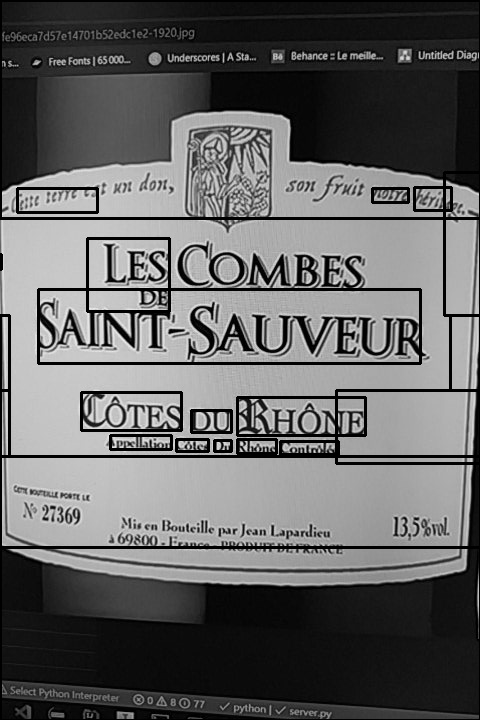 fe96eca7d57e14701b52edc1e2-1920.jpg
Free Fonts | 65 000... Underscores | A Sta... Bē Behance :: Le meille... Untitled Diagr
Cette terre est un don, son fruit notre héritage.
LES COMBES
DE
SAINT-SAUVEUR
CÔTES DU RHÔNE
Appellation Côtes Du Rhône Contrôlée
CETTE BOUTEILLE PORTE LE
N° 27369
Mis en Bouteille par Jean Lapardieu
à 69800 - France - PRODUIT DE FRANCE
13,5%vol.
Select Python Interpreter 0 8 77 python | server.py